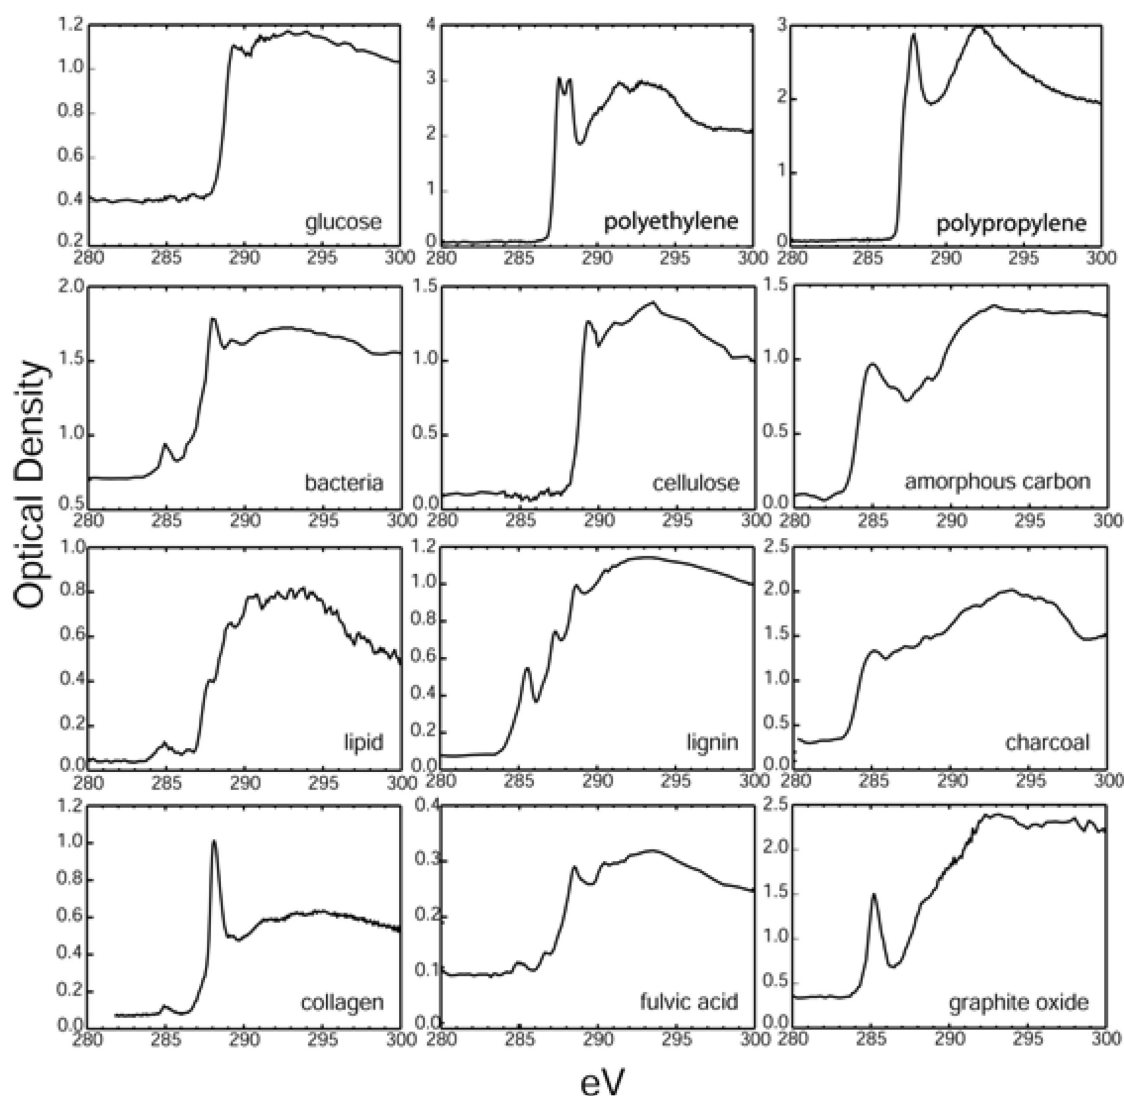 Optical Density
1.2
1.0
0.8
0.6
0.4
0.2
glucose
280 285 290 295 300
4
3
2
1
0
polyethylene
280 285 290 295 300
3
2
1
0
polypropylene
280 285 290 295 300
2.0
1.5
1.0
0.5
bacteria
280 285 290 295 300
1.5
1.0
0.5
0.0
cellulose
280 285 290 295 300
1.5
1.0
0.5
0.0
amorphous carbon
280 285 290 295 300
1.0
0.8
0.6
0.4
0.2
0.0
lipid
280 285 290 295 300
1.2
1.0
0.8
0.6
0.4
0.2
0.0
lignin
280 285 290 295 300
2.5
2.0
1.5
1.0
0.5
0.0
charcoal
280 285 290 295 300
1.2
1.0
0.8
0.6
0.4
0.2
0.0
collagen
280 285 290 295 300
0.4
0.3
0.2
0.1
0.0
fulvic acid
280 285 290 295 300
2.5
2.0
1.5
1.0
0.5
0.0
graphite oxide
280 285 290 295 300
eV